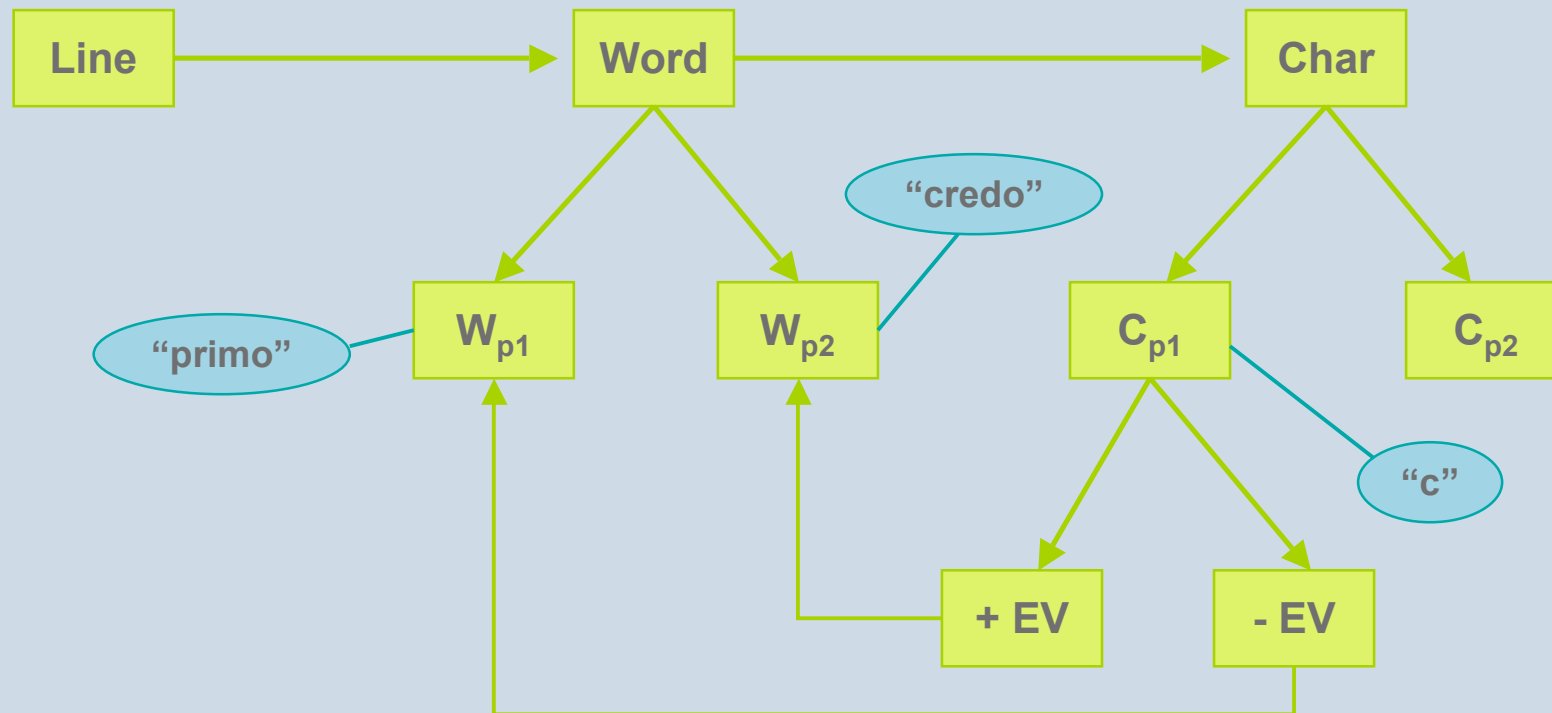 Line
Word
Char
“credo”
“primo”
Wp1
Wp2
Cp1
Cp2
“c”
+ EV
- EV